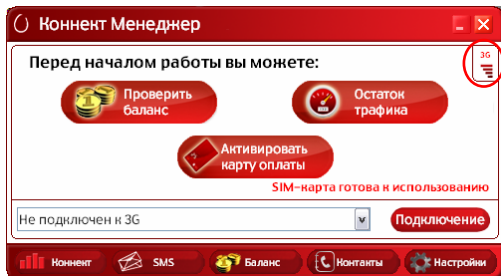 Коннект Менеджер
Перед началом работы вы можете:
3G
Проверить
баланс
Остаток
трафика
Активировать
карту оплаты
SIM-карта готова к использованию
Не подключен к 3G
Подключение
Коннект
SMS
Баланс
Контакты
Настройки